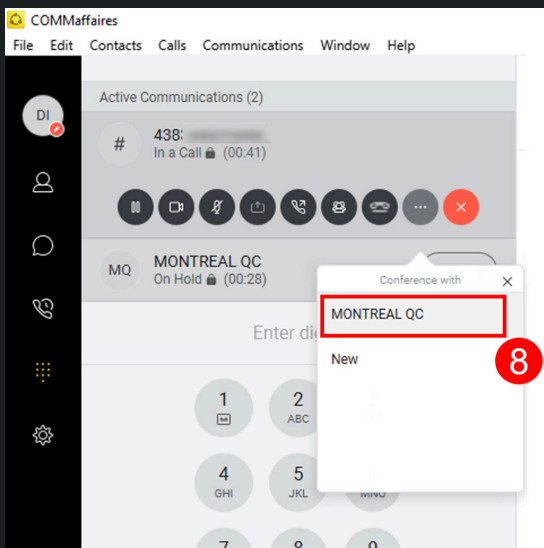 COMMaffaires
File Edit Contacts Calls Communications Window Help
DI
Active Communications (2)
#
438:
In a Call (00:41)
MQ
MONTREAL QC
On Hold (00:28)
Conference with
MONTREAL QC
New
8
Enter di
1
2
ABC
4
GHI
5
JKL
MNO
7
8
9